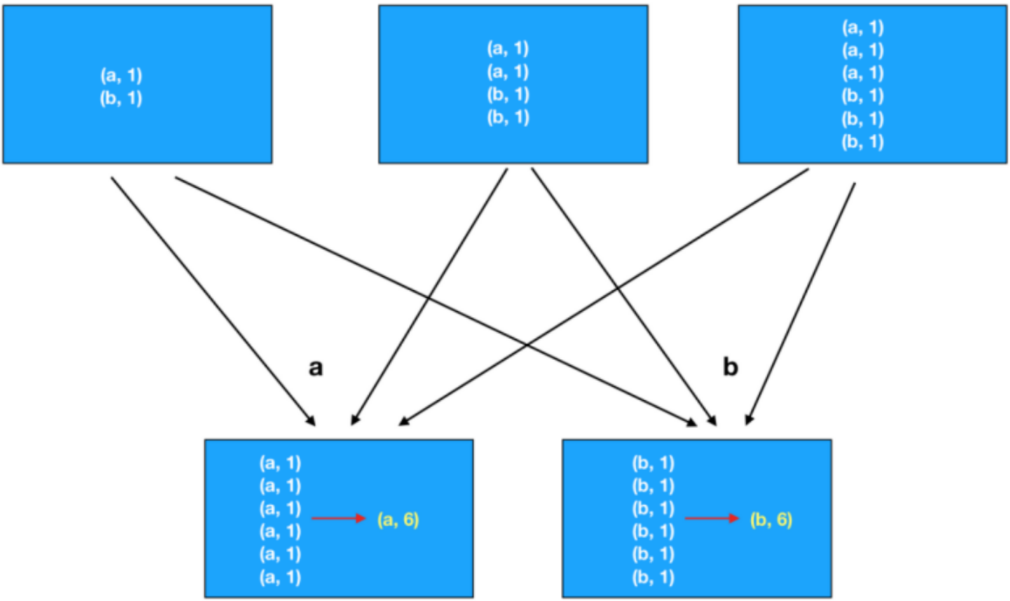 (a, 1)
(b, 1)
(a, 1)
(a, 1)
(b, 1)
(b, 1)
(a, 1)
(a, 1)
(a, 1)
(b, 1)
(b, 1)
(b, 1)
a
b
(a, 1)
(a, 1)
(a, 1)
(a, 1)
(a, 1)
(a, 1)
(a, 6)
(b, 1)
(b, 1)
(b, 1)
(b, 1)
(b, 1)
(b, 1)
(b, 6)